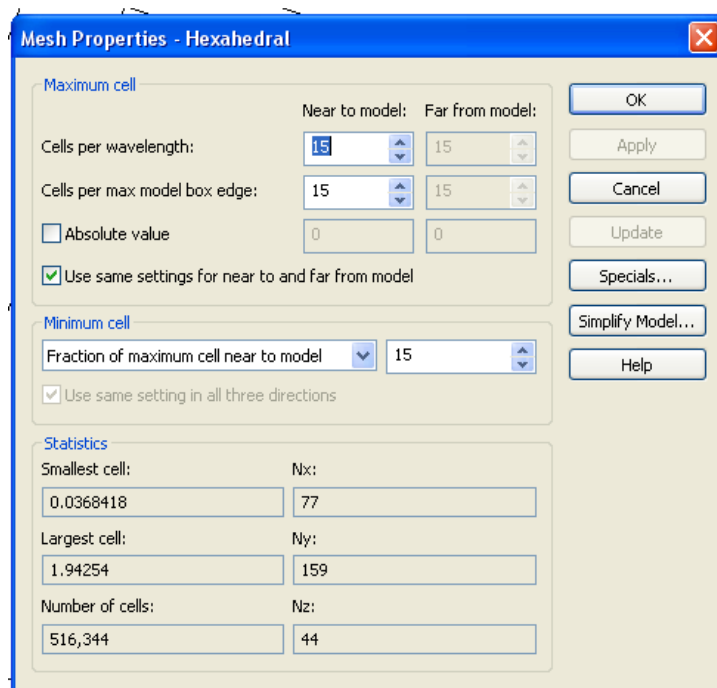 Mesh Properties - Hexahedral
Maximum cell
Near to model: Far from model:
Cells per wavelength: 15 15
Cells per max model box edge: 15 15
Absolute value 0 0
Use same settings for near to and far from model
Minimum cell
Fraction of maximum cell near to model 15
Use same setting in all three directions
Statistics
Smallest cell: Nx:
0.0368418 77
Largest cell: Ny:
1.94254 159
Number of cells: Nz:
516,344 44
OK
Apply
Cancel
Update
Specials...
Simplify Model...
Help